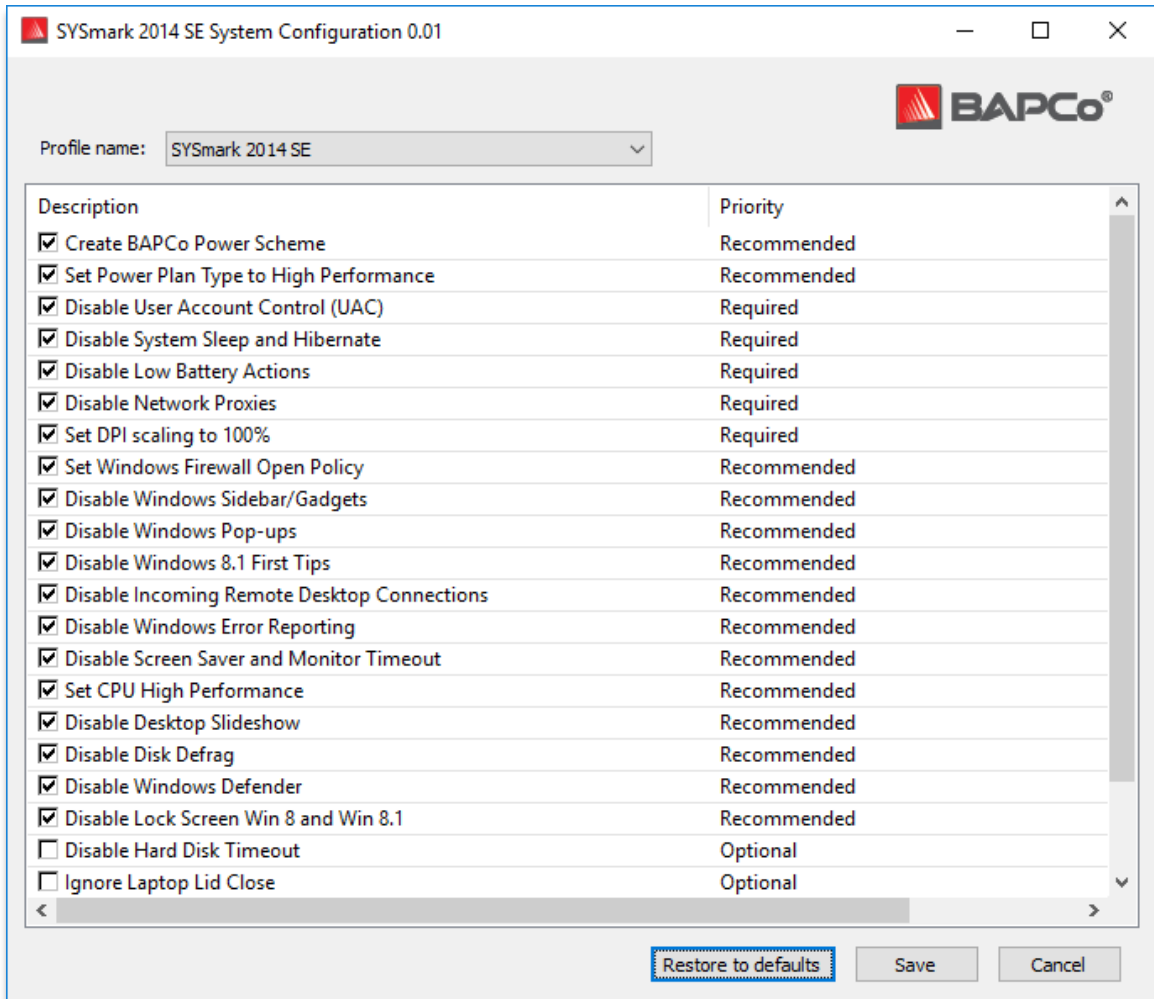 SYSmark 2014 SE System Configuration 0.01
BAPCo®
Profile name: SYSmark 2014 SE
Description Priority
Create BAPCo Power Scheme Recommended
Set Power Plan Type to High Performance Recommended
Disable User Account Control (UAC) Required
Disable System Sleep and Hibernate Required
Disable Low Battery Actions Required
Disable Network Proxies Required
Set DPI scaling to 100% Required
Set Windows Firewall Open Policy Recommended
Disable Windows Sidebar/Gadgets Recommended
Disable Windows Pop-ups Recommended
Disable Windows 8.1 First Tips Recommended
Disable Incoming Remote Desktop Connections Recommended
Disable Windows Error Reporting Recommended
Disable Screen Saver and Monitor Timeout Recommended
Set CPU High Performance Recommended
Disable Desktop Slideshow Recommended
Disable Disk Defrag Recommended
Disable Windows Defender Recommended
Disable Lock Screen Win 8 and Win 8.1 Recommended
Disable Hard Disk Timeout Optional
Ignore Laptop Lid Close Optional
Restore to defaults Save Cancel